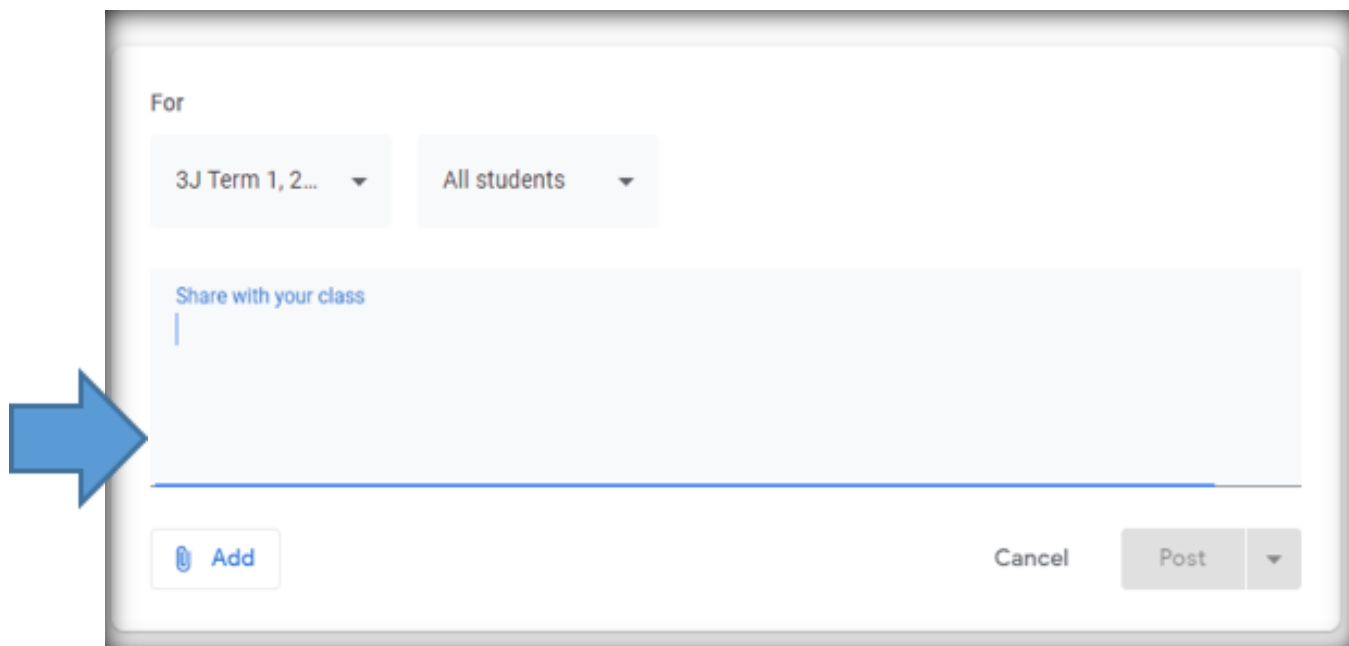 For
3J Term 1, 2... All students
Share with your class
Add Cancel Post